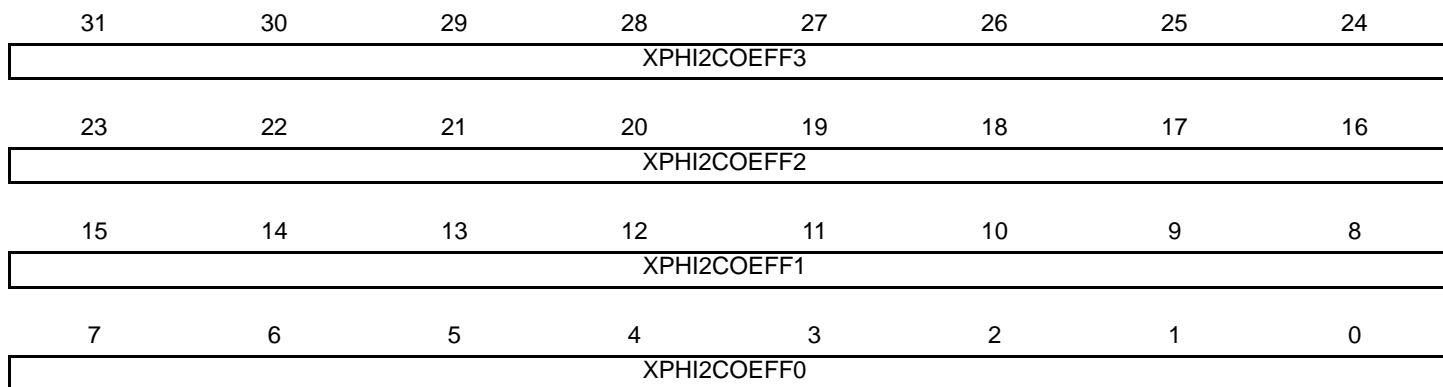 31 30 29 28 27 26 25 24
XPHI2COEFF3
23 22 21 20 19 18 17 16
XPHI2COEFF2
15 14 13 12 11 10 9 8
XPHI2COEFF1
7 6 5 4 3 2 1 0
XPHI2COEFF0